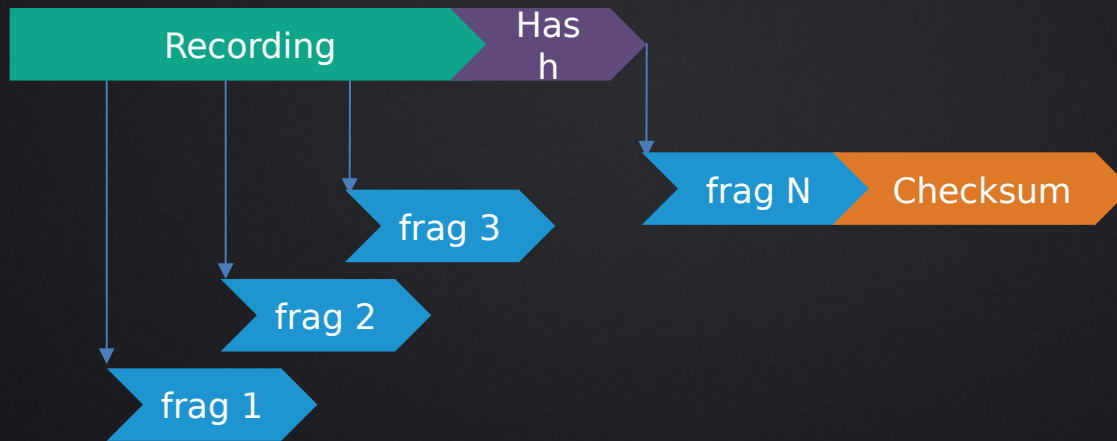 Recording
Has
h
frag N
Checksum
frag 3
frag 2
frag 1